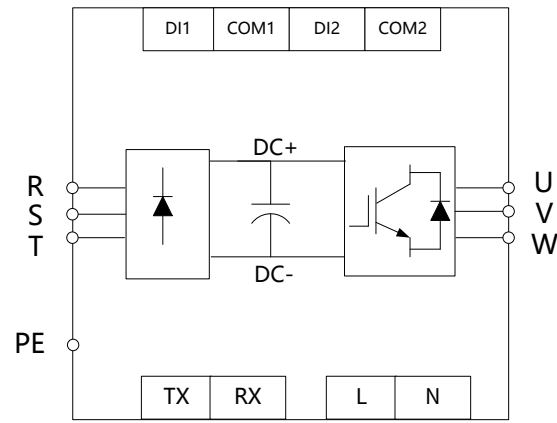 DI1 COM1 DI2 COM2
DC+
R
S
T
U
V
W
DC-
PE
TX RX L N